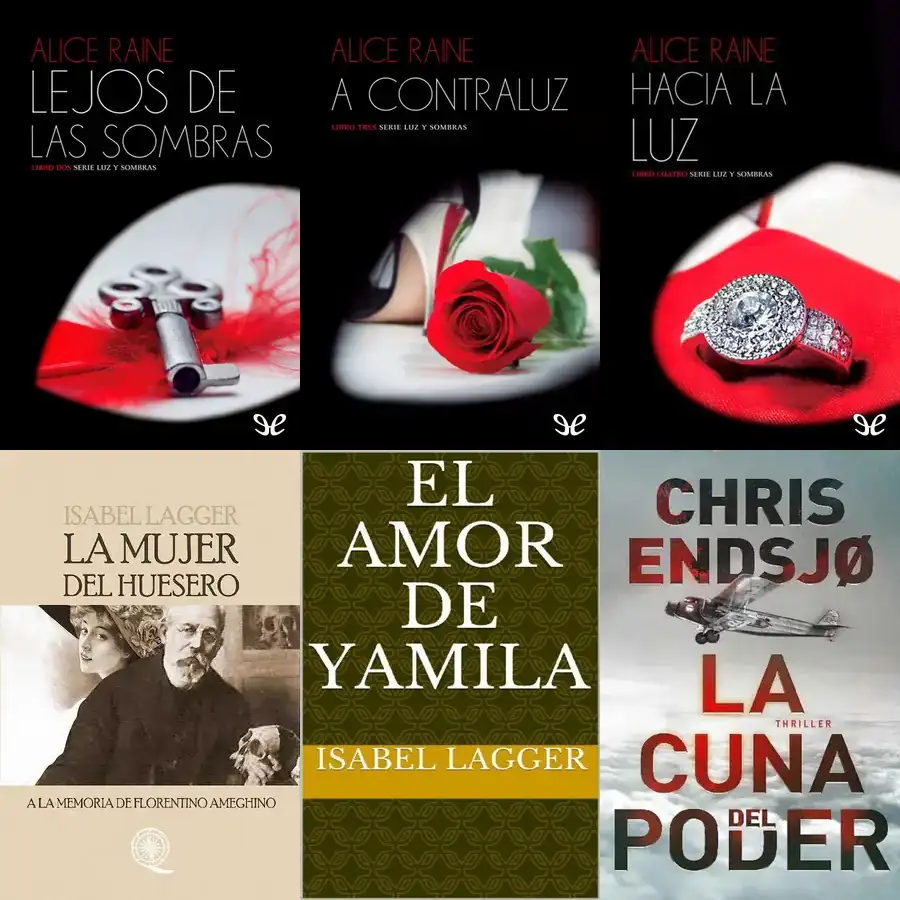 ALICE RAINE
LEJOS DE
LAS SOMBRAS
LIBRO DOS SERIE LUZ Y SOMBRAS
ALICE RAINE
A CONTRALUZ
LIBRO TRES SERIE LUZ Y SOMBRAS
ALICE RAINE
HACIA LA
LUZ
LIBRO CUATRO SERIE LUZ Y SOMBRAS
ISABEL LAGGER
LA MUJER
DEL HUESERO
A LA MEMORIA DE FLORENTINO AMEGHINO
Q
EL
AMOR
DE
YAMILA
ISABEL LAGGER
CHRIS
ENDSJØ
LA
THRILLER
CUNA
DEL
PODER